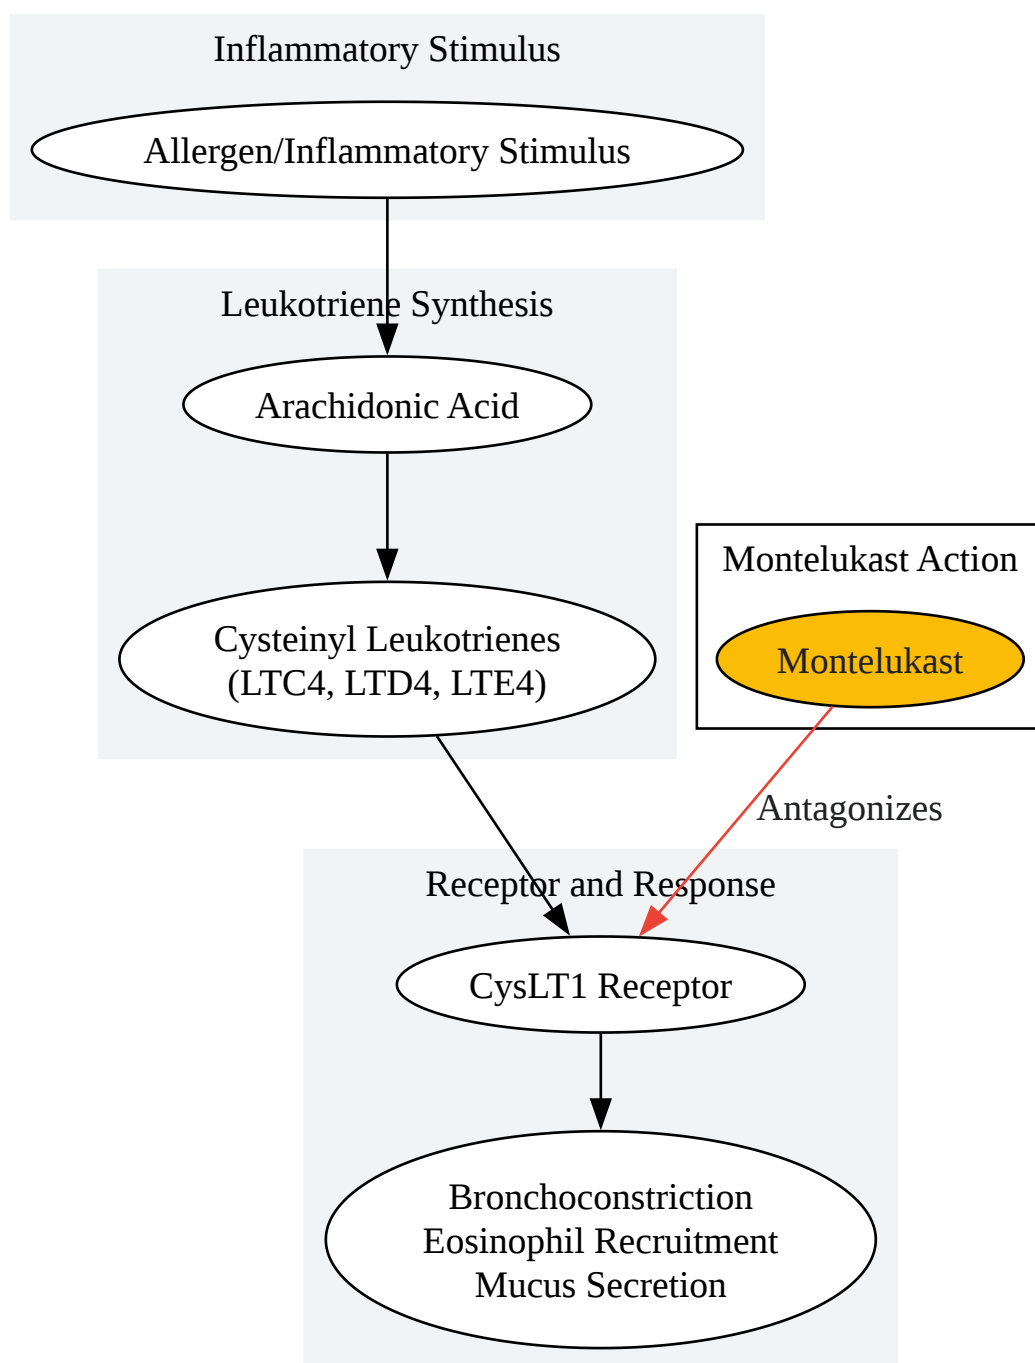 Inflammatory Stimulus
Allergen/Inflammatory Stimulus
Leukotriene Synthesis
Arachidonic Acid
Cysteinyl Leukotrienes
(LTC4, LTD4, LTE4)
Montelukast Action
Montelukast
Antagonizes
Receptor and Response
CysLT1 Receptor
Bronchoconstriction
Eosinophil Recruitment
Mucus Secretion